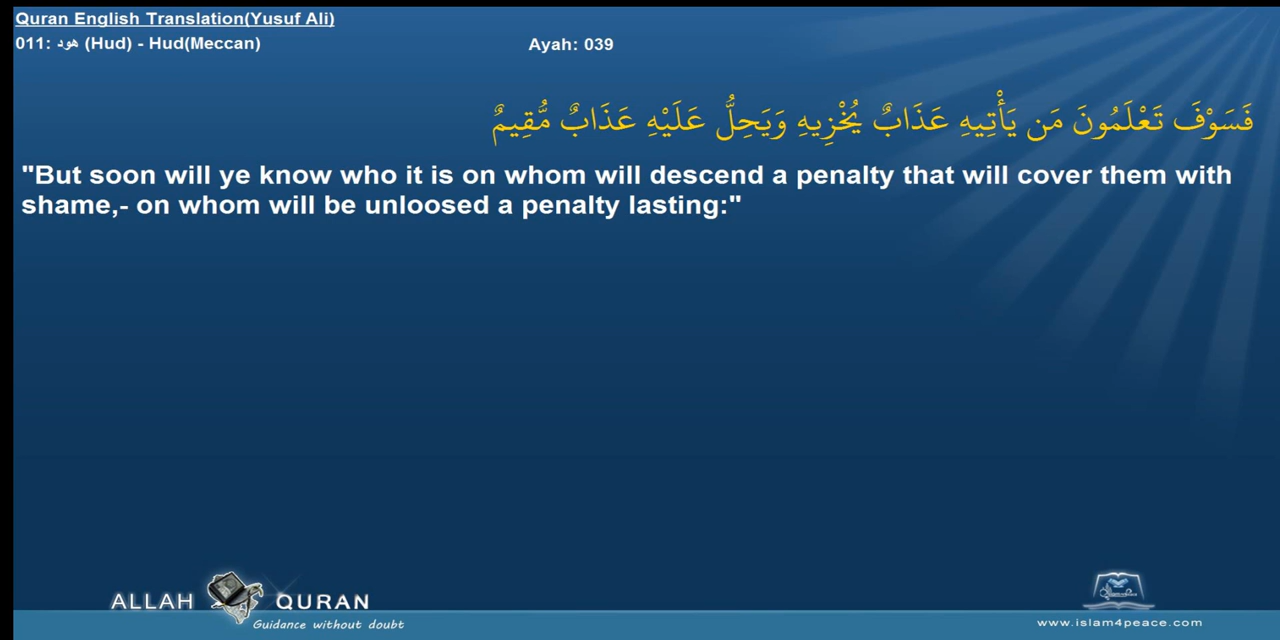 Quran English Translation(Yusuf Ali)
011: هود (Hud) - Hud(Meccan)
Ayah: 039
فَسَوْفَ تَعْلَمُونَ مَن يَأْتِيهِ عَذَابٌ يُخْزِيهِ وَيَحِلُّ عَلَيْهِ عَذَابٌ مُّقِيمٌ
"But soon will ye know who it is on whom will descend a penalty that will cover them with
shame,- on whom will be unloosed a penalty lasting:"
ALLAH QURAN
Guidance without doubt
www.islam4peace.com